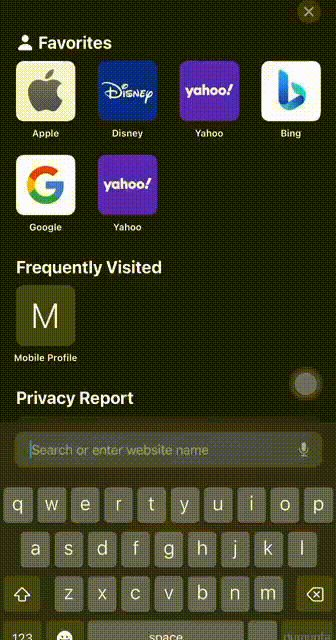 Favorites
Disney
yahoo!
Apple
Disney
Yahoo
Bing
yahoo!
Google
Yahoo
Frequently Visited
M
Mobile Profile
Privacy Report
Search or enter website name
q w e r t y u i o p
a s d f g h j k l
z x c v b n m
123 space